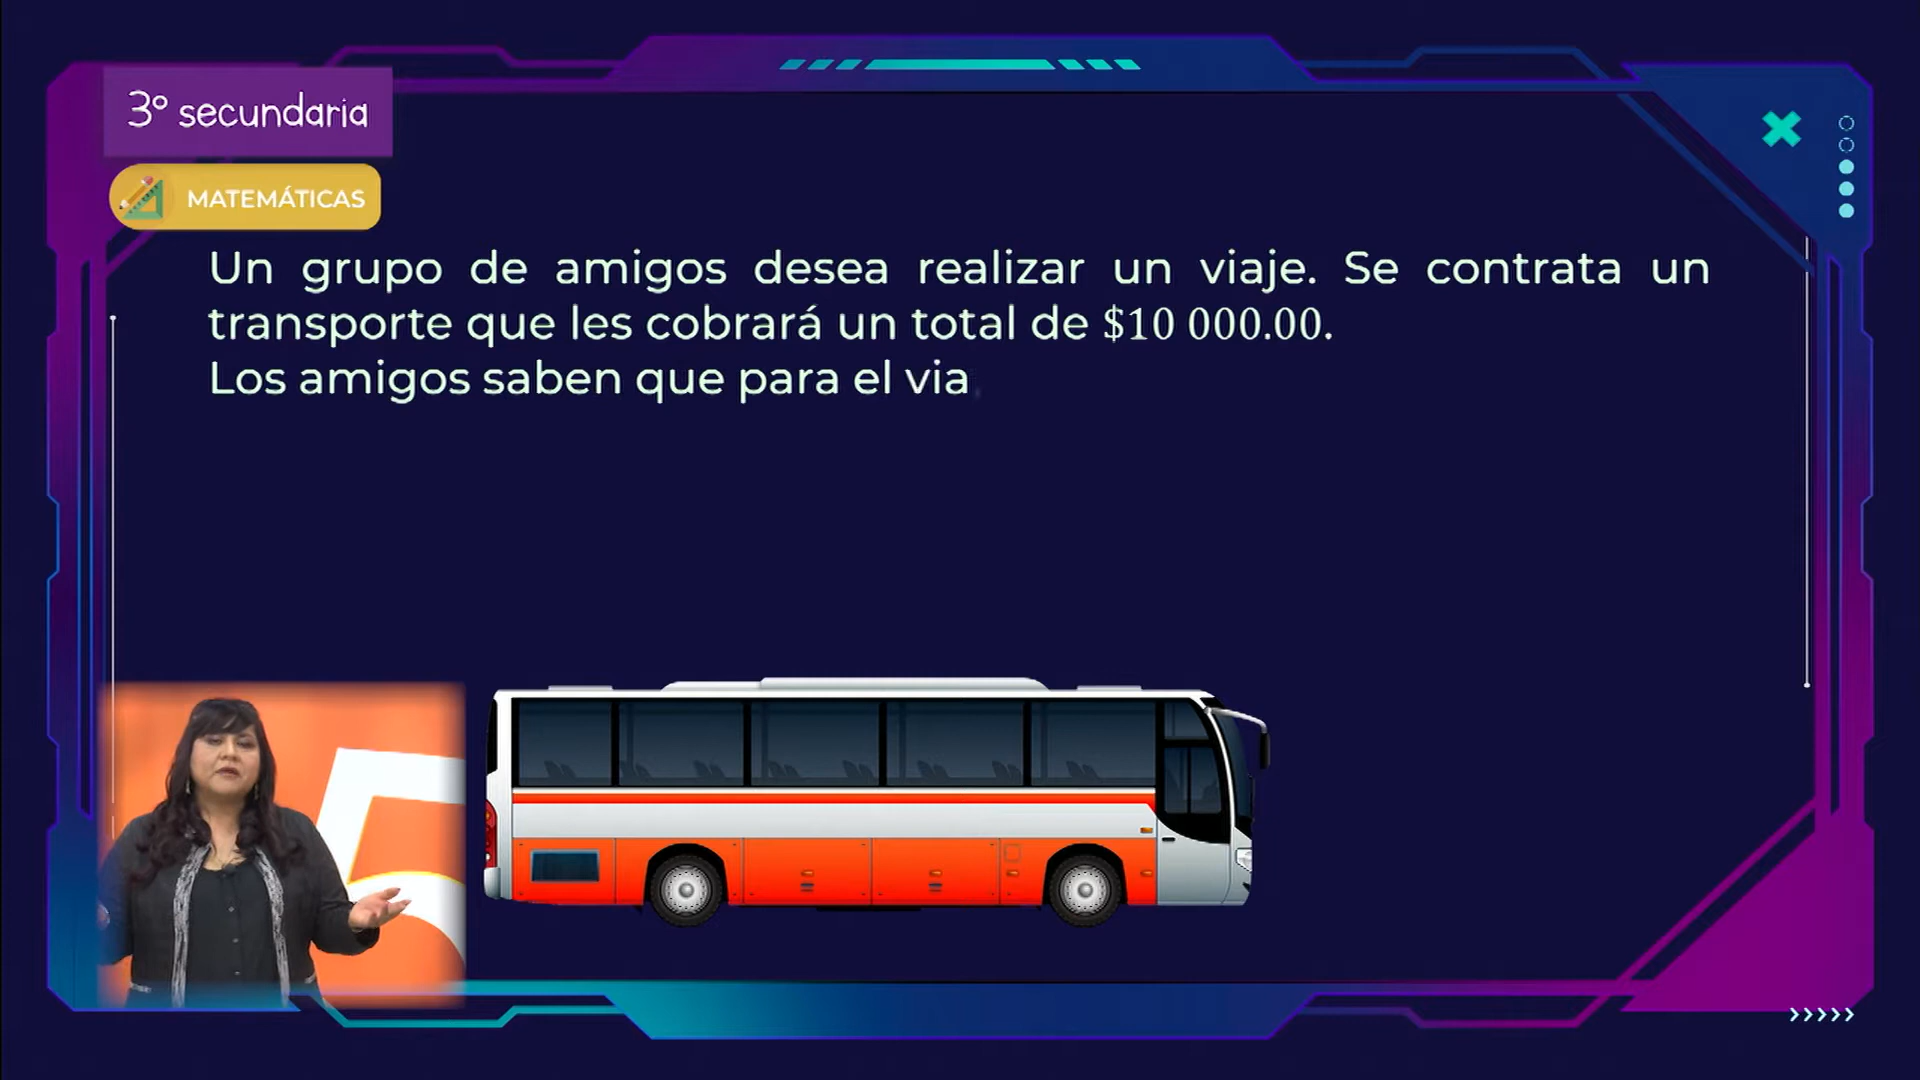 3° secundaria
MATEMÁTICAS
Un grupo de amigos desea realizar un viaje. Se contrata un
transporte que les cobrará un total de $10 000.00.
Los amigos saben que para el via
5